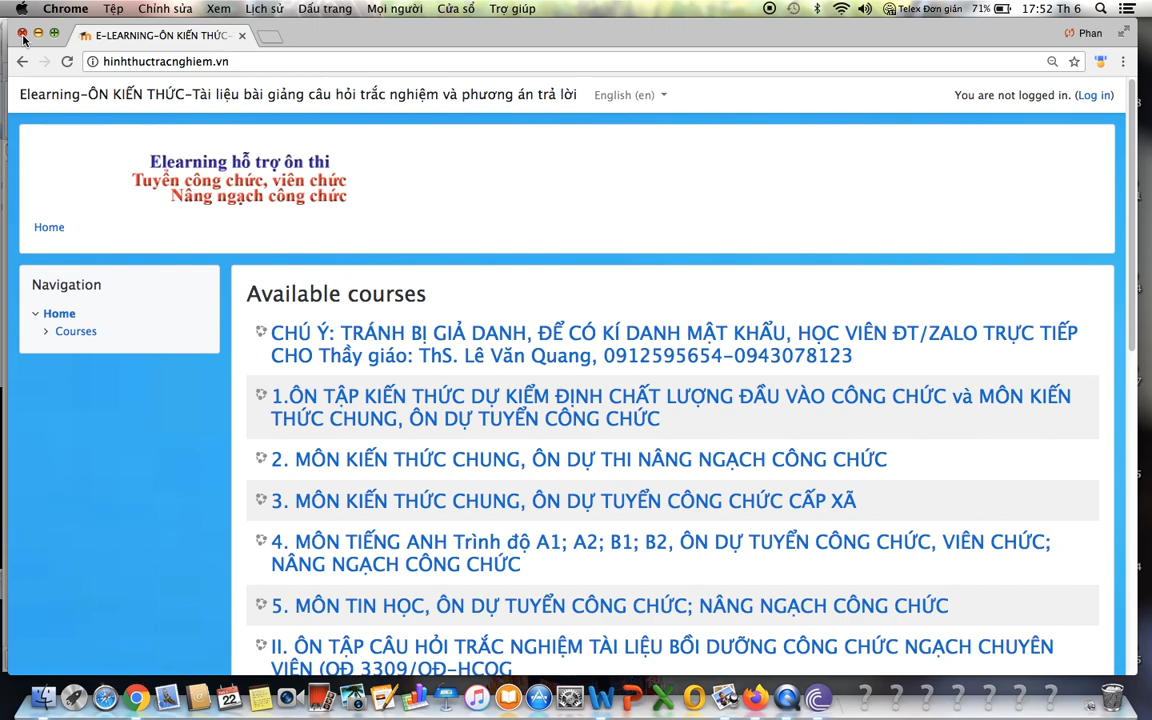 Chrome Tệp Chỉnh sửa Xem Lịch sử Dấu trang Mọi người Cửa sổ Trợ giúp Telex Đơn giản 71% 17:52 Th 6
E-LEARNING-ÔN KIẾN THỨC- Phan
hinhthuctracnghiem.vn
Elearning-ÔN KIẾN THỨC-Tài liệu bài giảng câu hỏi trắc nghiệm và phương án trả lời English (en) You are not logged in. (Log in)
Elearning hỗ trợ ôn thi
Tuyển công chức, viên chức
Nâng ngạch công chức
Home
Navigation
Home
Courses
Available courses
CHÚ Ý: TRÁNH BỊ GIẢ DANH, ĐỂ CÓ KÍ DANH MẬT KHẨU, HỌC VIÊN ĐT/ZALO TRỰC TIẾP
CHO Thầy giáo: ThS. Lê Văn Quang, 0912595654-0943078123
1.ÔN TẬP KIẾN THỨC DỰ KIỂM ĐỊNH CHẤT LƯỢNG ĐẦU VÀO CÔNG CHỨC và MÔN KIẾN
THỨC CHUNG, ÔN DỰ TUYỂN CÔNG CHỨC
2. MÔN KIẾN THỨC CHUNG, ÔN DỰ THI NÂNG NGẠCH CÔNG CHỨC
3. MÔN KIẾN THỨC CHUNG, ÔN DỰ TUYỂN CÔNG CHỨC CẤP XÃ
4. MÔN TIẾNG ANH Trình độ A1; A2; B1; B2, ÔN DỰ TUYỂN CÔNG CHỨC, VIÊN CHỨC;
NÂNG NGẠCH CÔNG CHỨC
5. MÔN TIN HỌC, ÔN DỰ TUYỂN CÔNG CHỨC; NÂNG NGẠCH CÔNG CHỨC
II. ÔN TẬP CÂU HỎI TRẮC NGHIỆM TÀI LIỆU BỒI DƯỠNG CÔNG CHỨC NGẠCH CHUYÊN
VIÊN (QĐ 3309/QĐ-HCQG